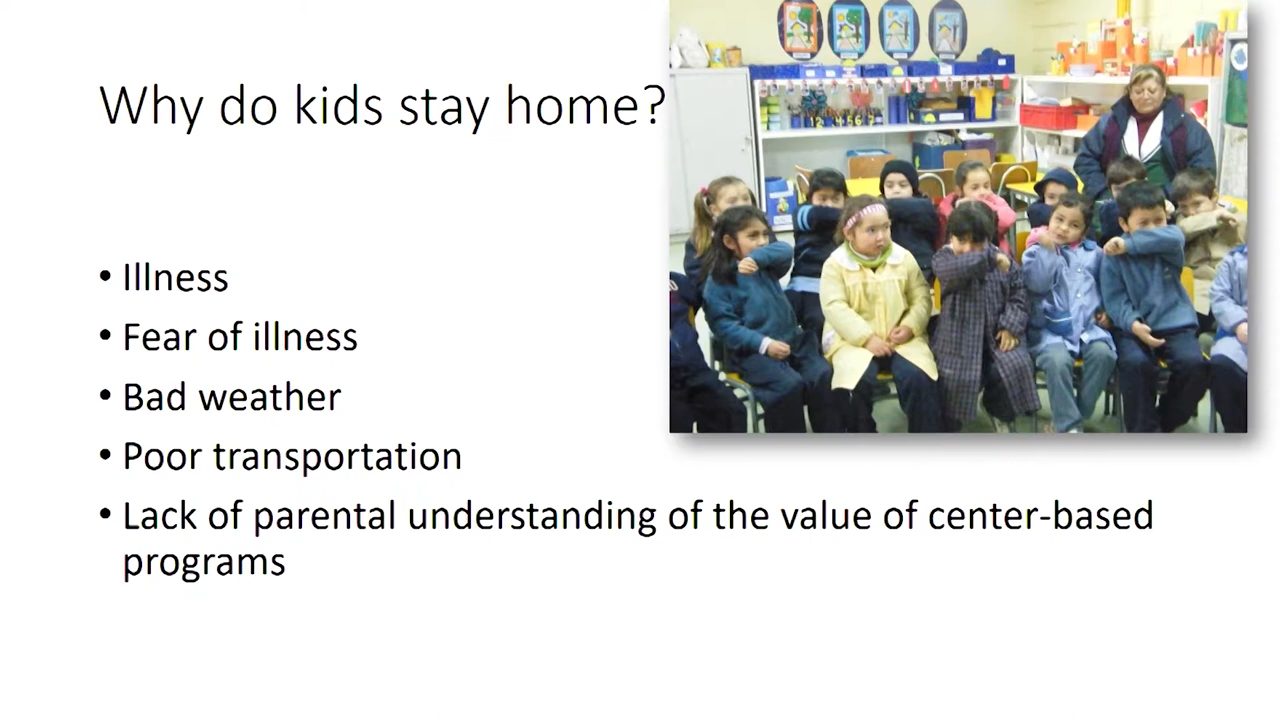 Why do kids stay home?
• Illness
• Fear of illness
• Bad weather
• Poor transportation
• Lack of parental understanding of the value of center-based
programs